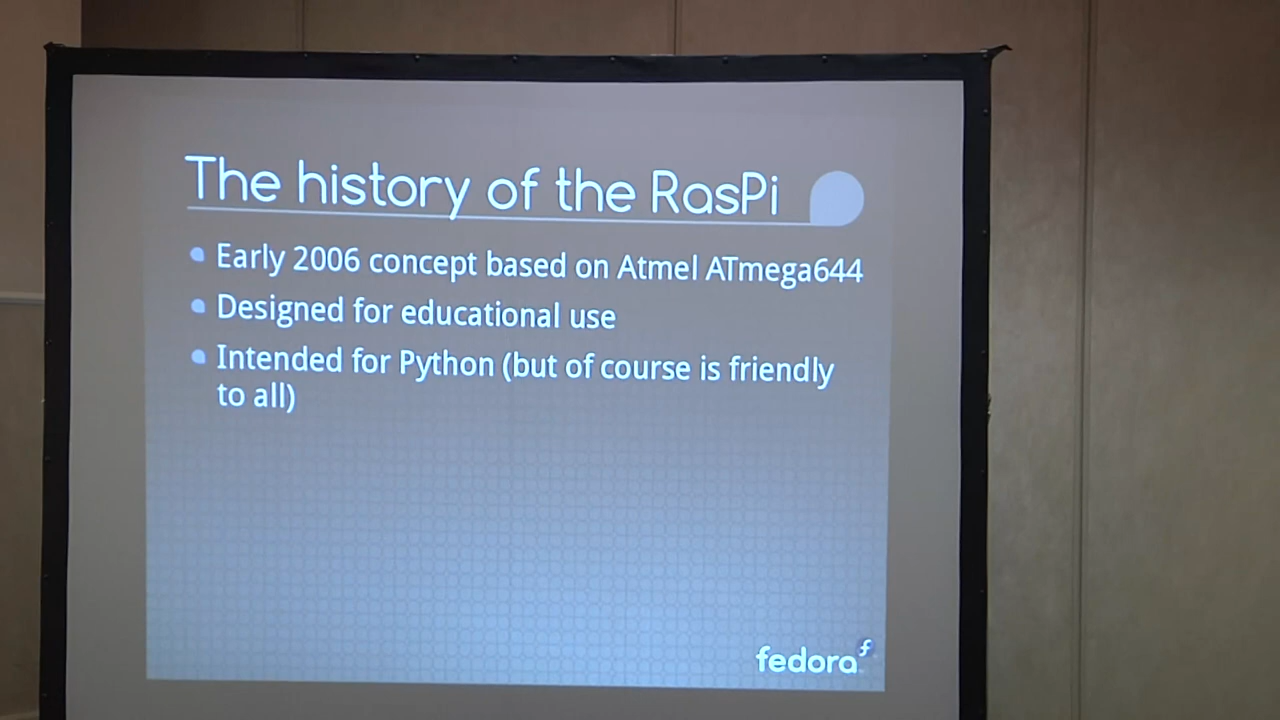 The history of the RasPi
Early 2006 concept based on Atmel ATmega644
Designed for educational use
Intended for Python (but of course is friendly
to all)
fedora